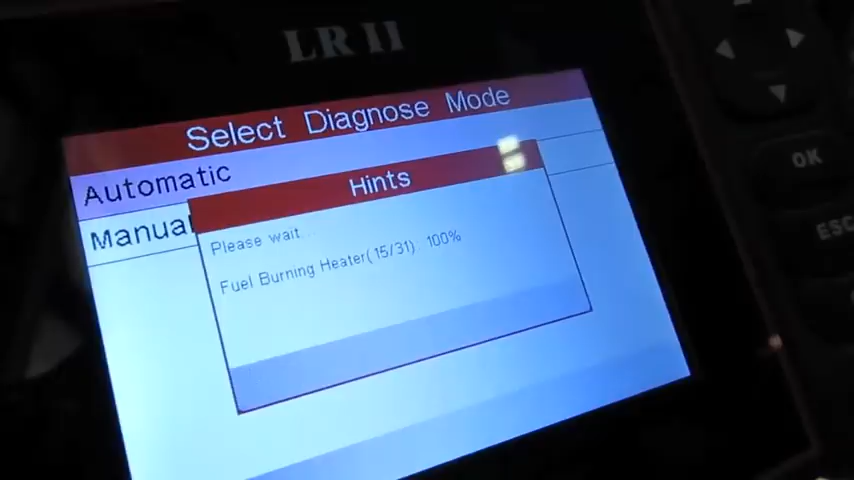 LR II
Select Diagnose Mode
Automatic
Hints
Manual
Please wait...
Fuel Burning Heater(15/31) 100%
OK
ESC